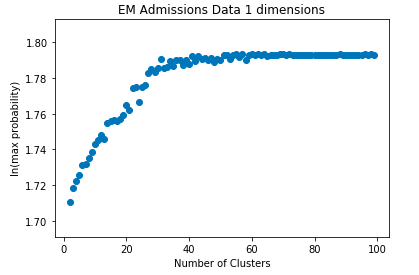 EM Admissions Data 1 dimensions
ln(max probability)
1.80
1.78
1.76
1.74
1.72
1.70
0 20 40 60 80 100
Number of Clusters